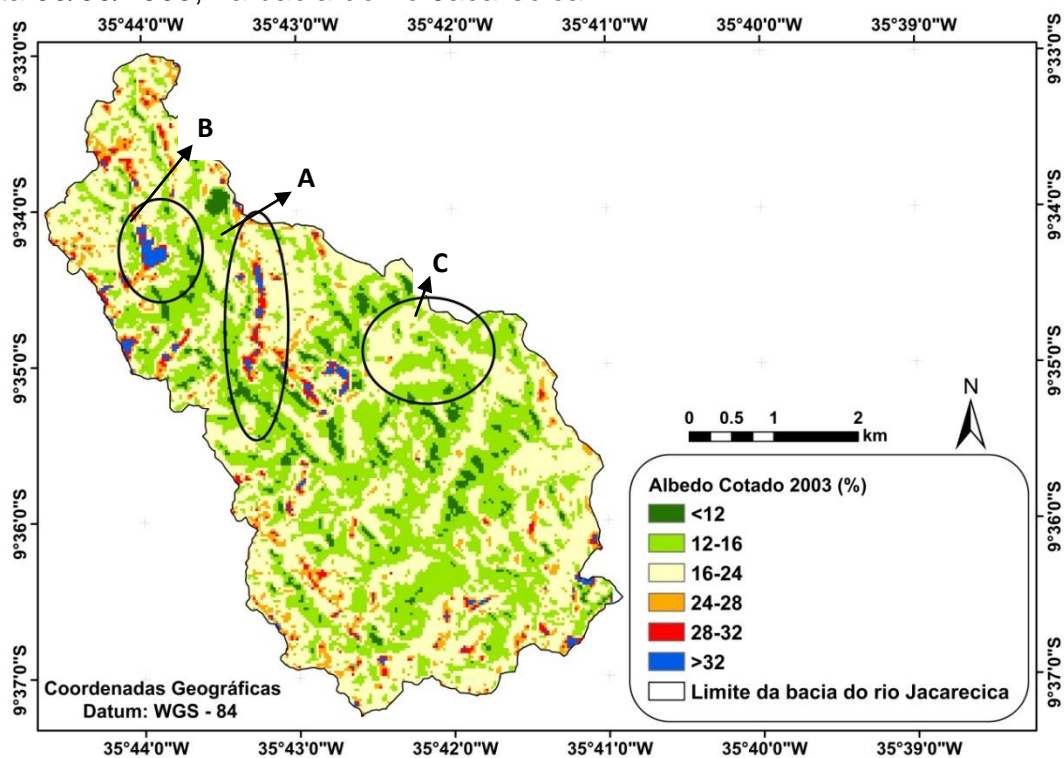 35°44'0"W 35°43'0"W 35°42'0"W 35°41'0"W 35°40'0"W 35°39'0"W
9°33'0"S 9°33'0"S
B
A
9°34'0"S 9°34'0"S
C
9°35'0"S 9°35'0"S
N
0 0.5 1 2
km
Albedo Cotado 2003 (%)
<12
12-16
9°36'0"S 9°36'0"S
16-24
24-28
28-32
>32
9°37'0"S 9°37'0"S
Coordenadas Geográficas
Limite da bacia do rio Jacarecica
Datum: WGS - 84
35°44'0"W 35°43'0"W 35°42'0"W 35°41'0"W 35°40'0"W 35°39'0"W